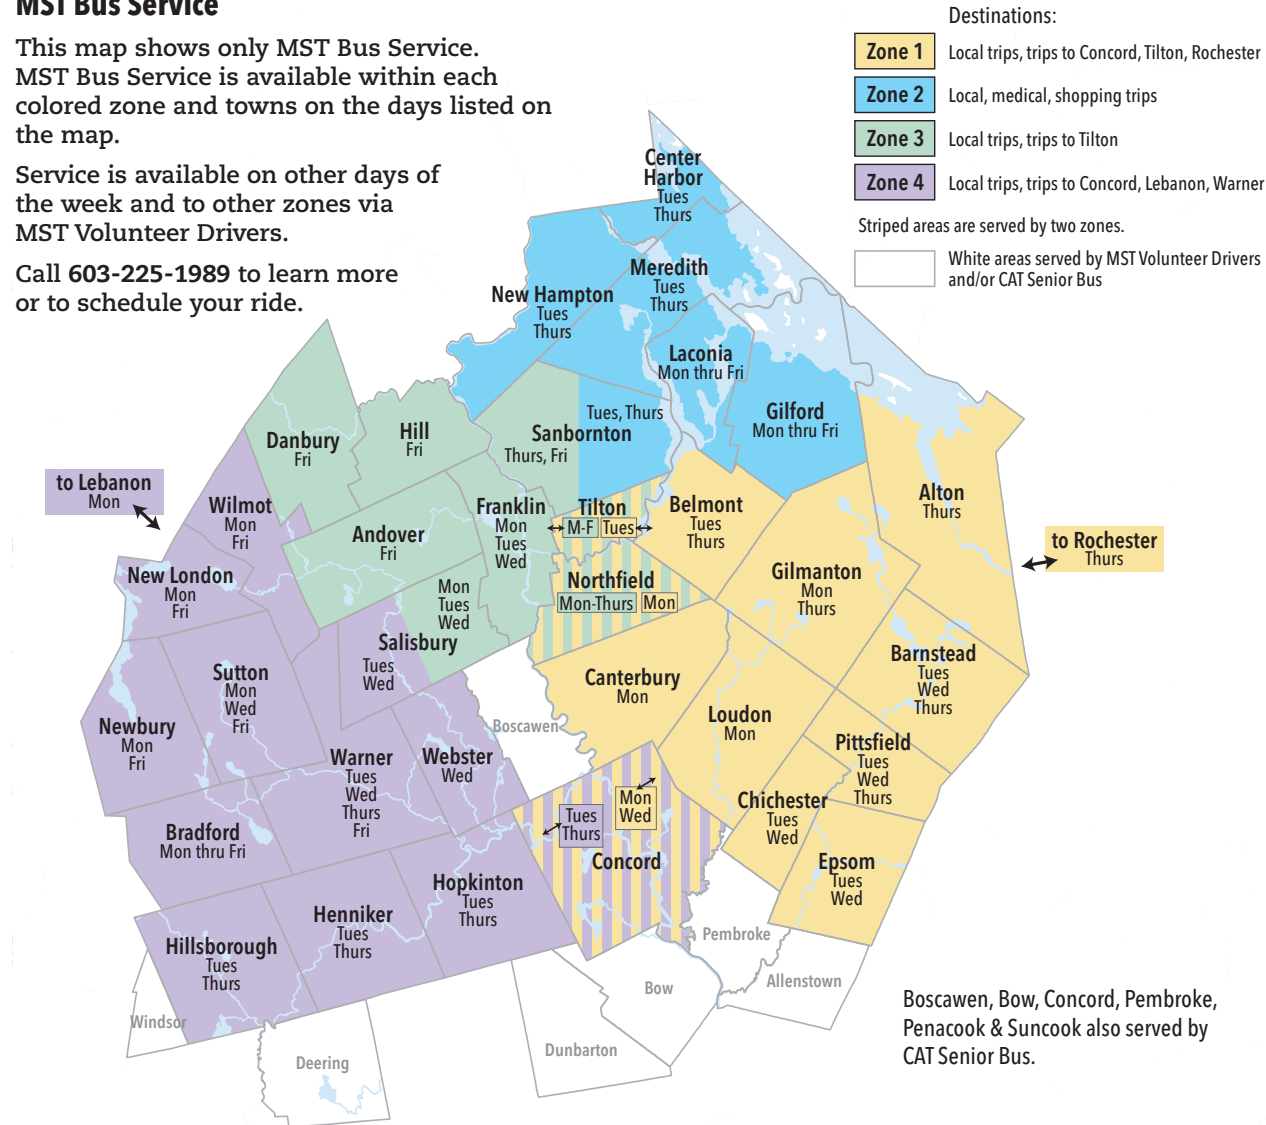 MST Bus Service
This map shows only MST Bus Service.
MST Bus Service is available within each
colored zone and towns on the days listed on
the map.
Service is available on other days of
the week and to other zones via
MST Volunteer Drivers.
Call 603-225-1989 to learn more
or to schedule your ride.
Destinations:
Zone 1 Local trips, trips to Concord, Tilton, Rochester
Zone 2 Local, medical, shopping trips
Zone 3 Local trips, trips to Tilton
Zone 4 Local trips, trips to Concord, Lebanon, Warner
Striped areas are served by two zones.
White areas served by MST Volunteer Drivers
and/or CAT Senior Bus
Center
Harbor
Tues
Thurs
Meredith
Tues
Thurs
New Hampton
Tues
Thurs
Laconia
Mon thru Fri
Gilford
Mon thru Fri
Tues, Thurs
Sanbornton
Thurs, Fri
Danbury
Fri
Hill
Fri
to Lebanon
Mon
Wilmot
Mon
Fri
Andover
Fri
Franklin
Mon
Tues
Wed
Tilton
M-F Tues
Belmont
Tues
Thurs
Alton
Thurs
to Rochester
Thurs
New London
Mon
Fri
Northfield
Mon-Thurs Mon
Gilmanton
Mon
Thurs
Mon
Tues
Wed
Salisbury
Tues
Wed
Barnstead
Tues
Wed
Thurs
Sutton
Mon
Wed
Fri
Canterbury
Mon
Newbury
Mon
Fri
Boscawen
Loudon
Mon
Warner
Tues
Wed
Thurs
Fri
Webster
Wed
Pittsfield
Tues
Wed
Thurs
Bradford
Mon thru Fri
Tues
Thurs
Mon
Wed
Concord
Chichester
Tues
Wed
Epsom
Tues
Wed
Hopkinton
Tues
Thurs
Henniker
Tues
Thurs
Hillsborough
Tues
Thurs
Pembroke
Allenstown
Bow
Windsor
Deering
Dunbarton
Boscawen, Bow, Concord, Pembroke,
Penacook & Suncook also served by
CAT Senior Bus.